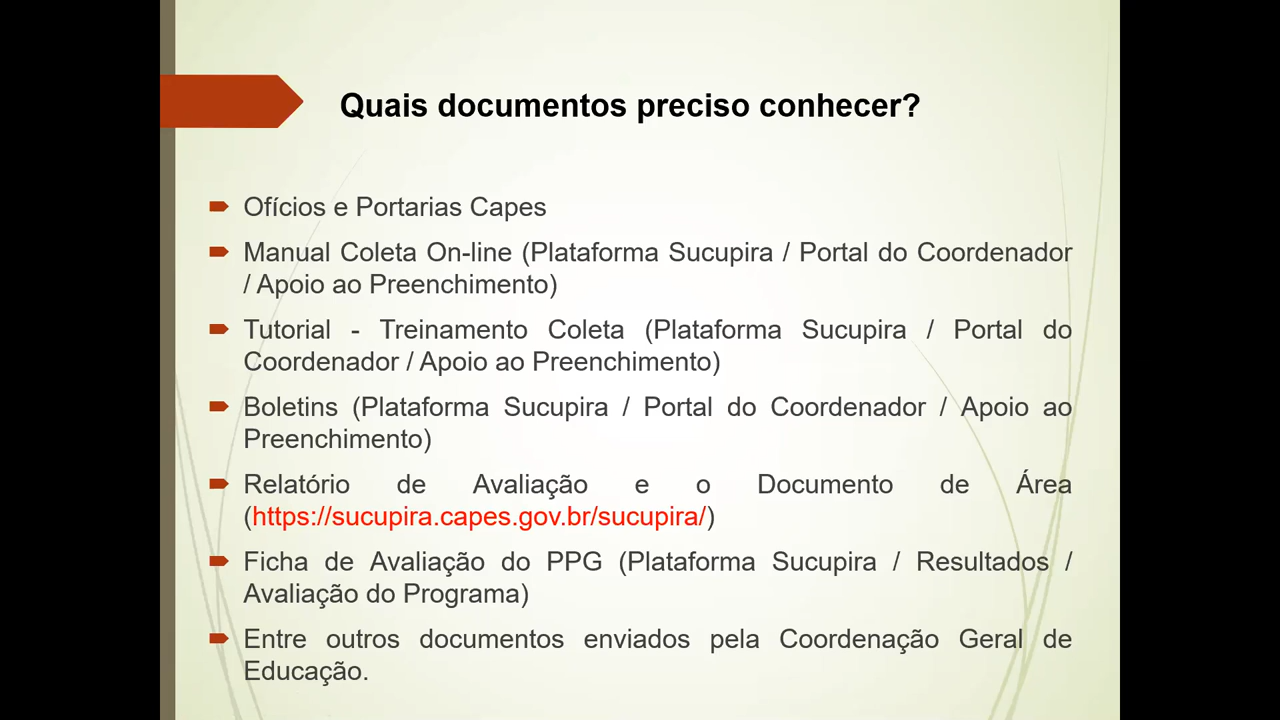 Quais documentos preciso conhecer?
Ofícios e Portarias Capes
Manual Coleta On-line (Plataforma Sucupira / Portal do Coordenador
/ Apoio ao Preenchimento)
Tutorial - Treinamento Coleta (Plataforma Sucupira / Portal do
Coordenador / Apoio ao Preenchimento)
Boletins (Plataforma Sucupira / Portal do Coordenador / Apoio ao
Preenchimento)
Relatório de Avaliação e o Documento de Área
(https://sucupira.capes.gov.br/sucupira/)
Ficha de Avaliação do PPG (Plataforma Sucupira / Resultados /
Avaliação do Programa)
Entre outros documentos enviados pela Coordenação Geral de
Educação.